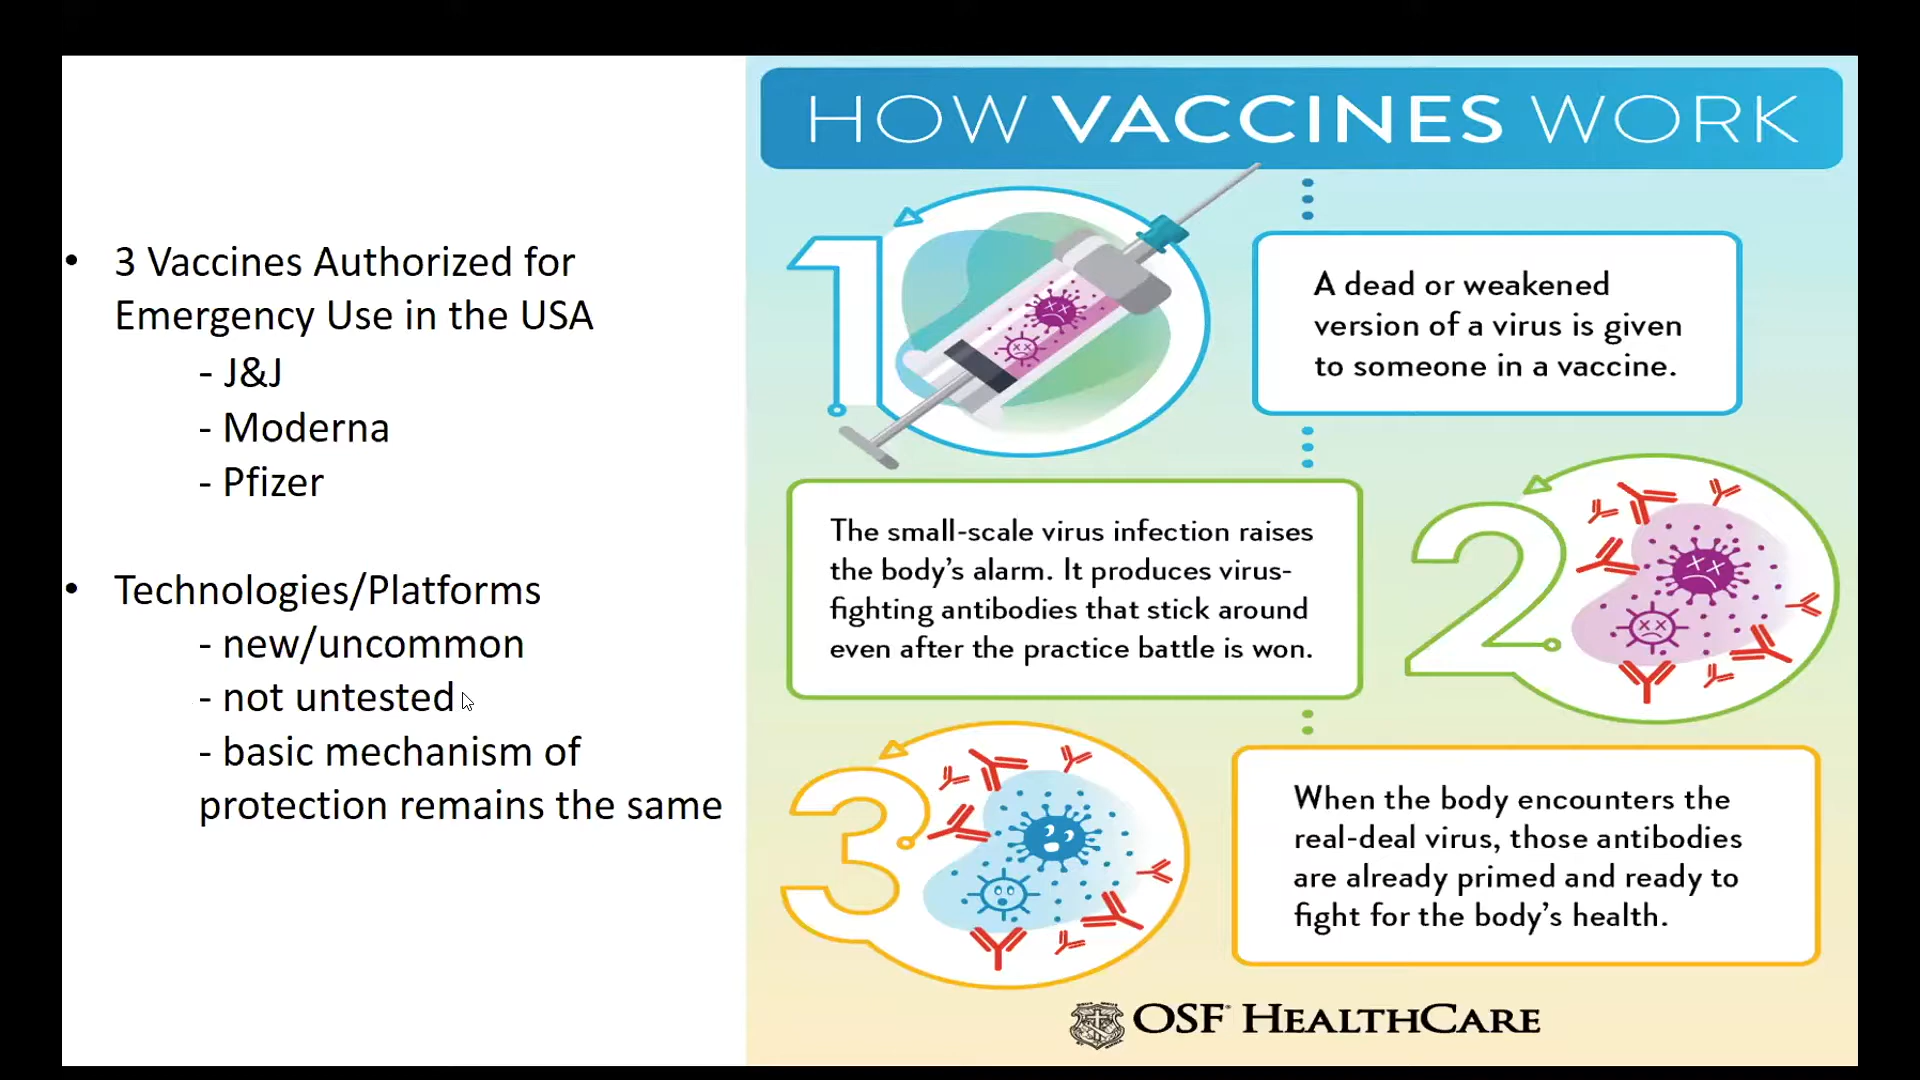 • 3 Vaccines Authorized for
Emergency Use in the USA
- J&J
- Moderna
- Pfizer
• Technologies/Platforms
- new/uncommon
- not untested
- basic mechanism of
protection remains the same
HOW VACCINES WORK
1
A dead or weakened
version of a virus is given
to someone in a vaccine.
The small-scale virus infection raises
the body's alarm. It produces virus-
fighting antibodies that stick around
even after the practice battle is won.
2
3
When the body encounters the
real-deal virus, those antibodies
are already primed and ready to
fight for the body's health.
OSF HEALTHCARE